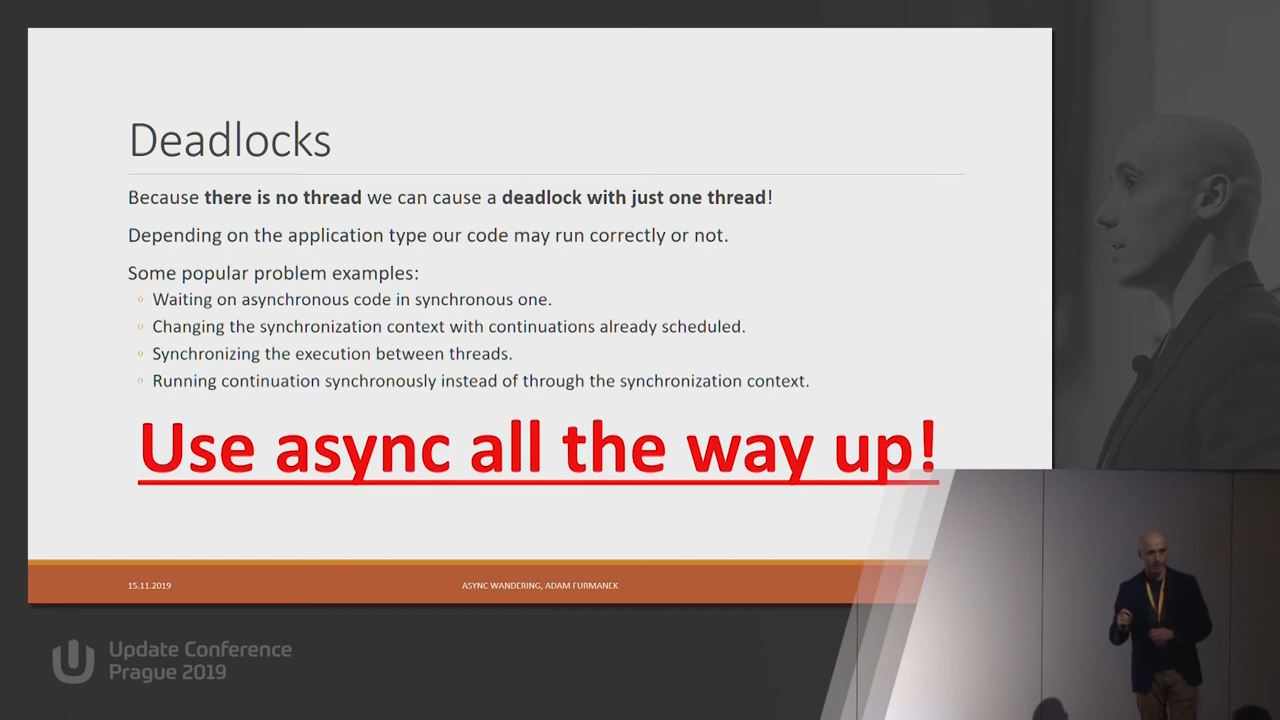 Deadlocks
Because there is no thread we can cause a deadlock with just one thread!
Depending on the application type our code may run correctly or not.
Some popular problem examples:
Waiting on asynchronous code in synchronous one.
Changing the synchronization context with continuations already scheduled.
Synchronizing the execution between threads.
Running continuation synchronously instead of through the synchronization context.
Use async all the way up!
15.11.2019
ASYNC WANDERING, ADAM FURMANEK
Update Conference
Prague 2019